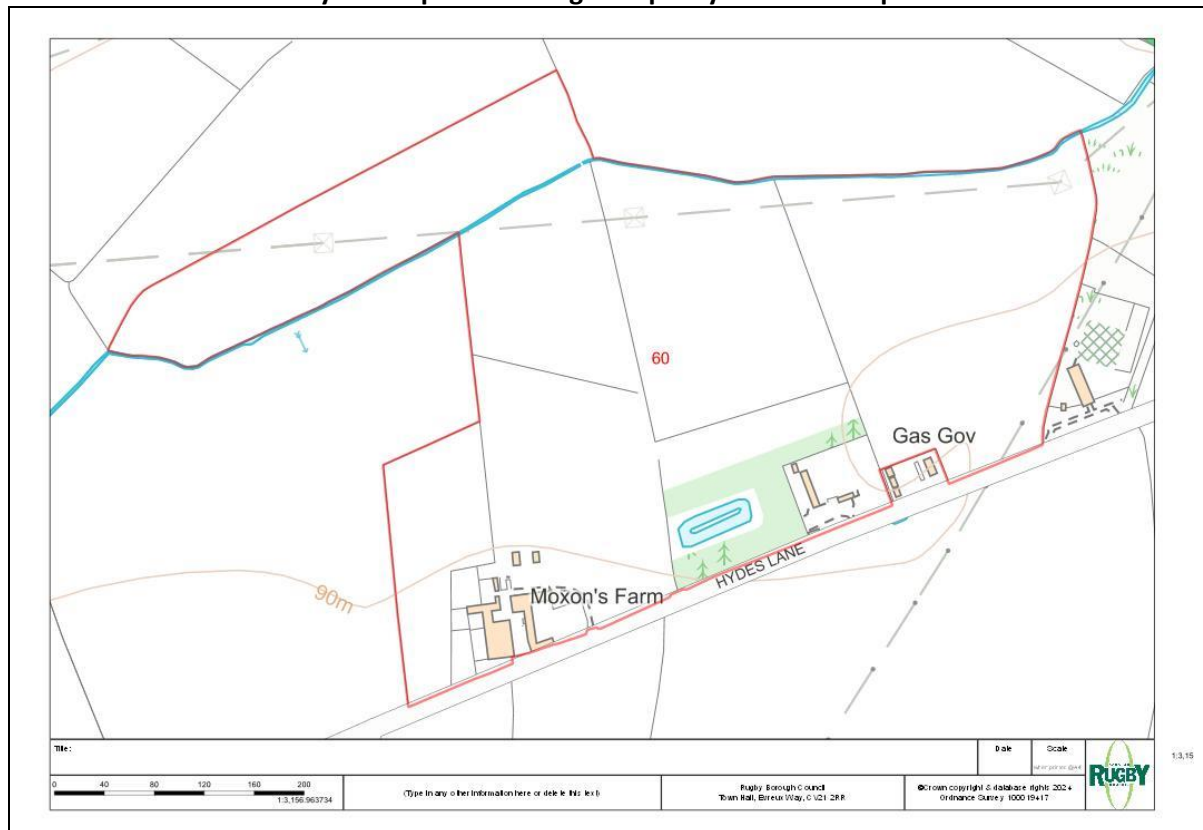 60
Gas Gov
HYDES LANE
90m
Moxon's Farm
Title:
Date
Scale
0 40 80 120 160 200
1:3,156.963734
(Type in any other information here or delete this text)
Rugby Borough Council
Town Hall, Evreux Way, CV21 2RR
©Crown copyright & database rights 2024
Ordnance Survey 100019417
RUGBY
1:3,15